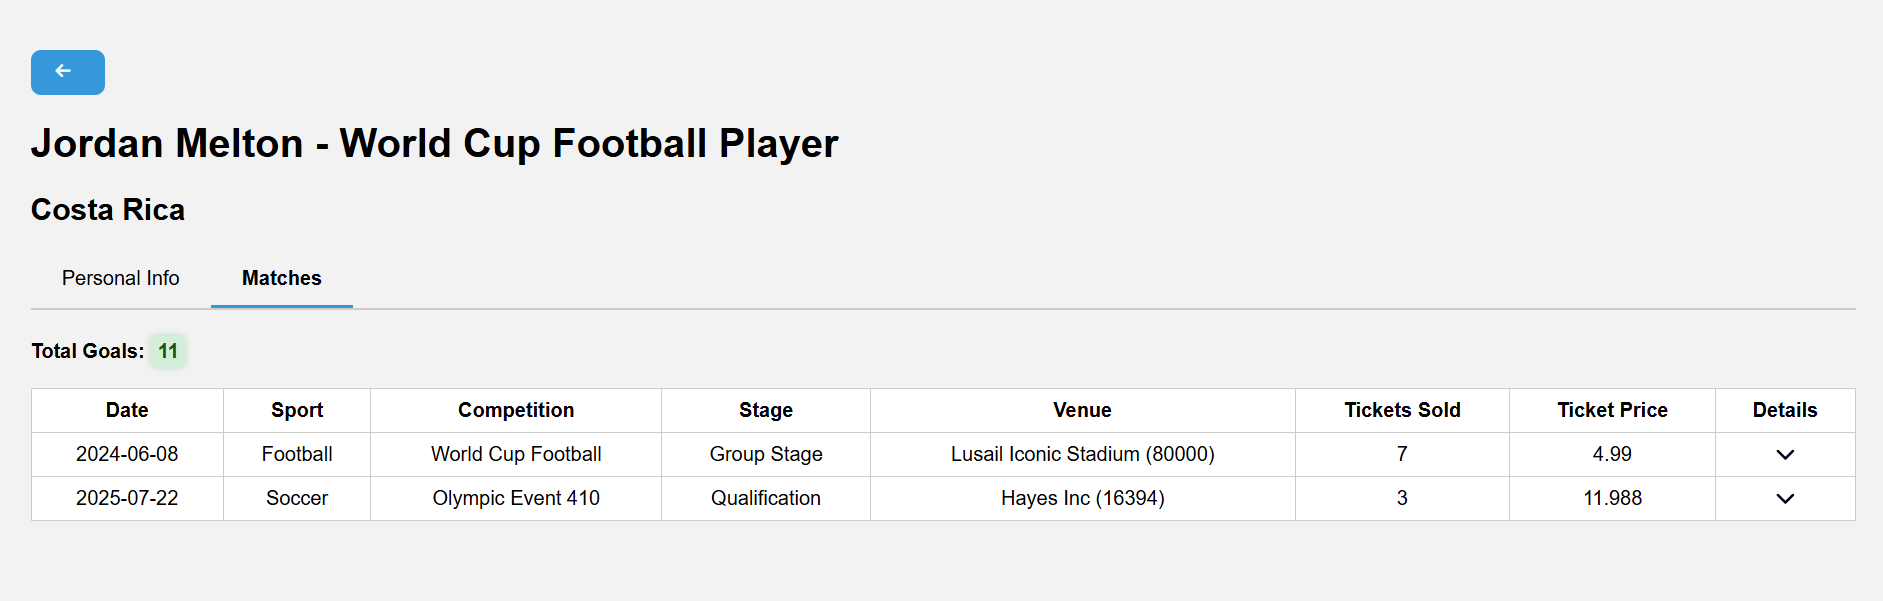 Jordan Melton - World Cup Football Player
Costa Rica
Personal Info Matches
Total Goals: 11
Date Sport Competition Stage Venue Tickets Sold Ticket Price Details
2024-06-08 Football World Cup Football Group Stage Lusail Iconic Stadium (80000) 7 4.99
2025-07-22 Soccer Olympic Event 410 Qualification Hayes Inc (16394) 3 11.988